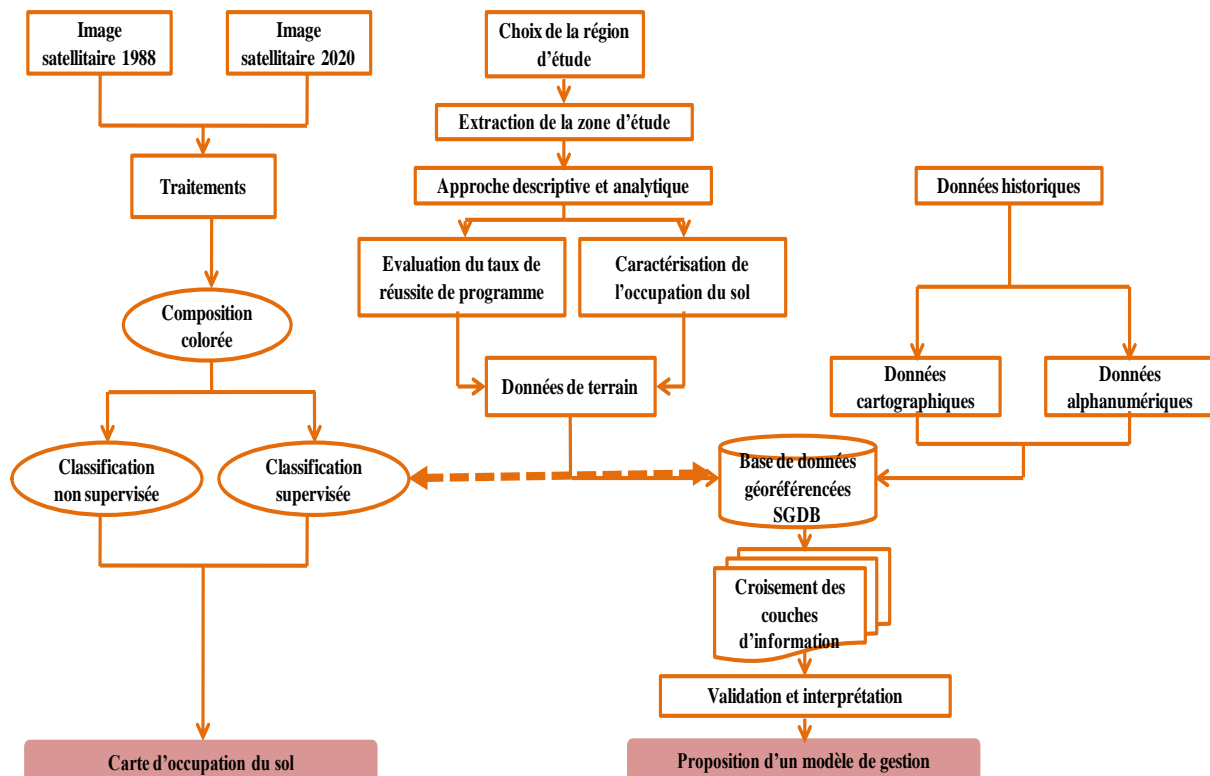 Image
satellitaire 1988
Image
satellitaire 2020
Choix de la région
d'étude
Extraction de la zone d'étude
Traitements
Approche descriptive et analytique
Données historiques
Evaluation du taux de
réussite de programme
Caractérisation de
l'occupation du sol
Composition
colorée
Données de terrain
Données
cartographiques
Données
alphanumériques
Classification
non supervisée
Classification
supervisée
Base de données
géoréférencées
SGDB
Croisement des
couches
d'information
Validation et interprétation
Carte d'occupation du sol
Proposition d'un modèle de gestion